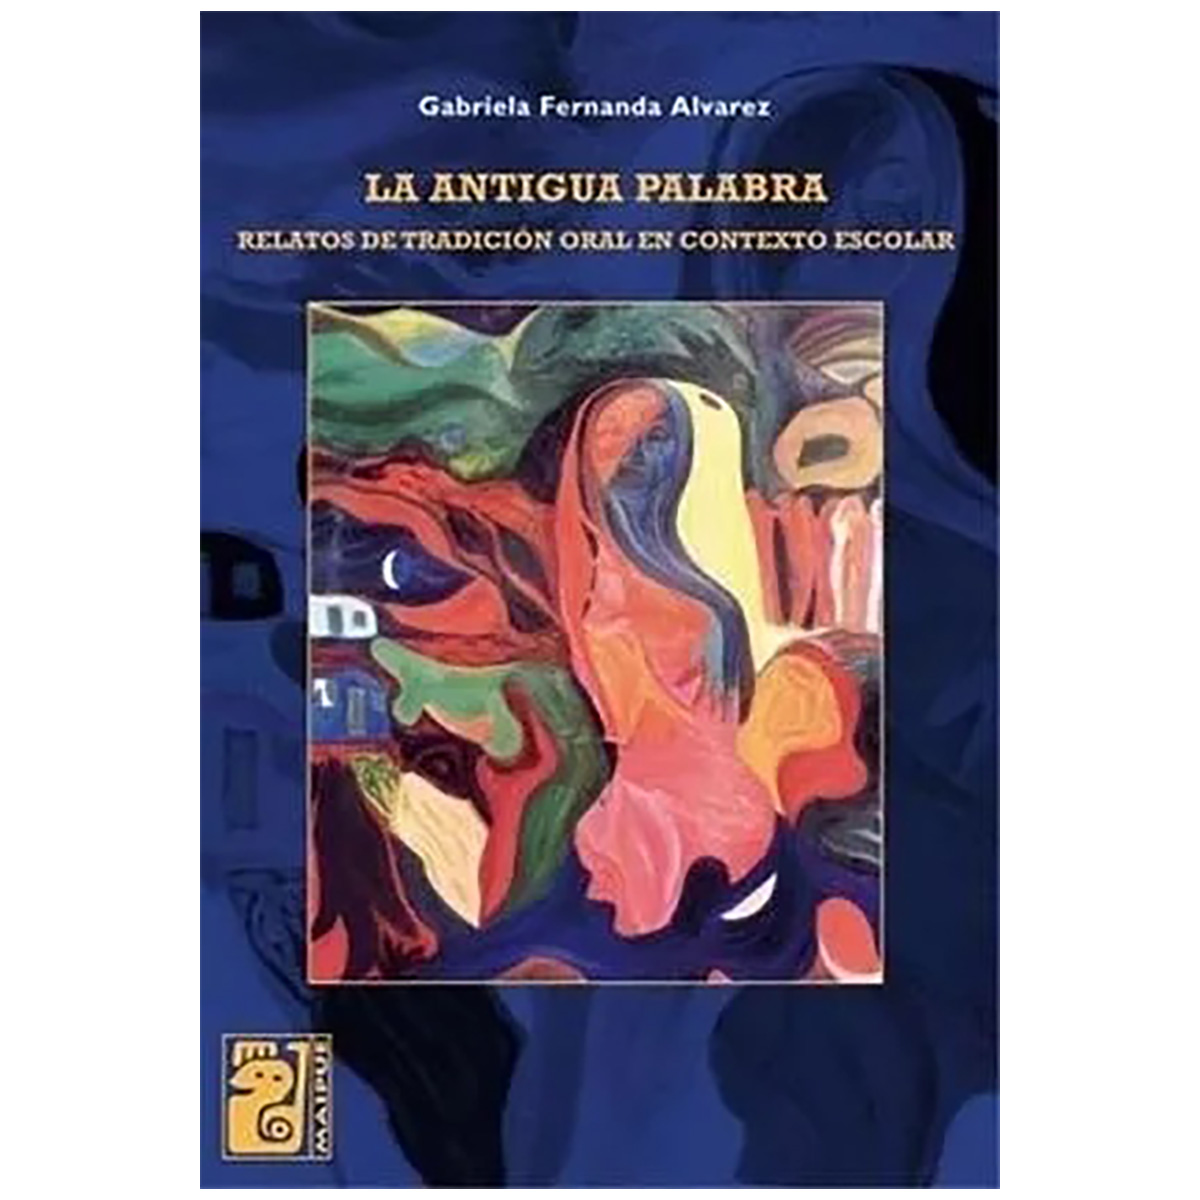 Gabriela Fernanda Alvarez
LA ANTIGUA PALABRA
RELATOS DE TRADICIÓN ORAL EN CONTEXTO ESCOLAR
MAIPUE